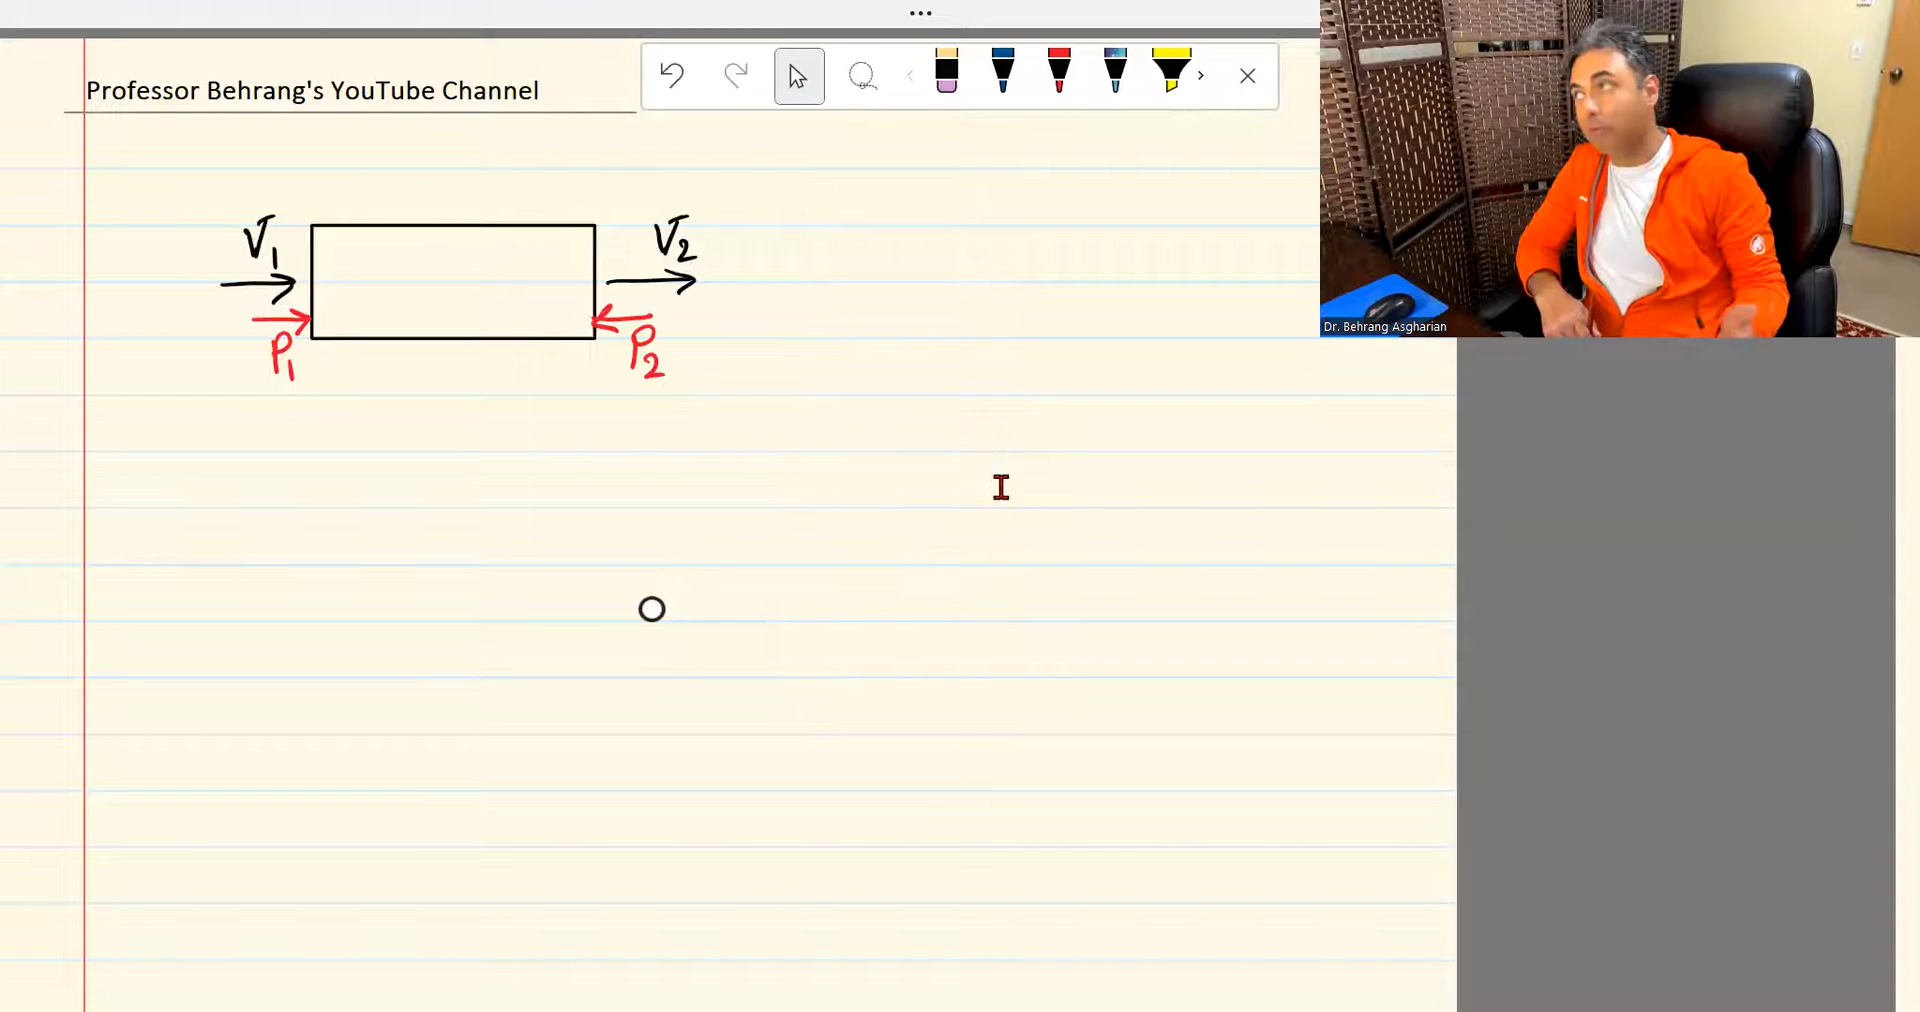 Professor Behrang's YouTube Channel
V1
V2
P1
P2
Dr. Behrang Asgharian